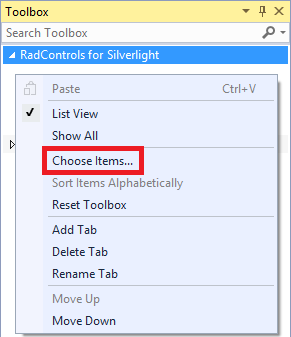 Toolbox
Search Toolbox
RadControls for Silverlight
Paste Ctrl+V
List View
Show All
Choose Items...
Sort Items Alphabetically
Reset Toolbox
Add Tab
Delete Tab
Rename Tab
Move Up
Move Down